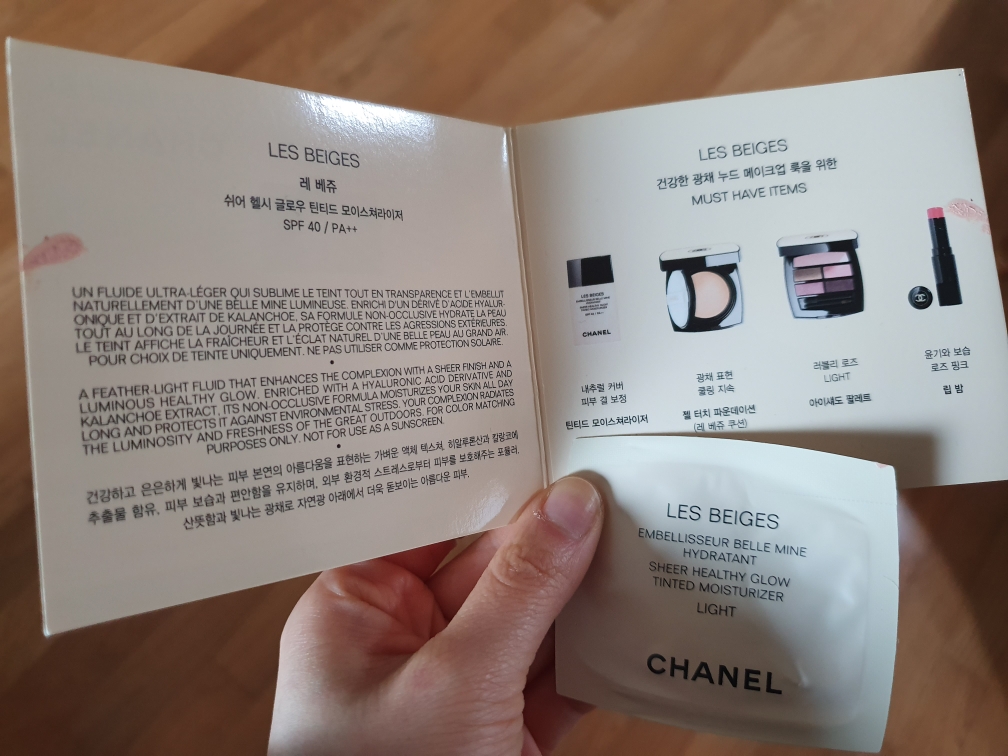 LES BEIGES
레 베쥬
쉬어 헬시 글로우 틴티드 모이스쳐라이저
SPF 40 / PA++
UN FLUIDE ULTRA-LÉGER QUI SUBLIME LE TEINT TOUT EN TRANSPARENCE ET L'EMBELLIT
NATURELLEMENT D'UNE BELLE MINE LUMINEUSE. ENRICHI D'UN DÉRIVÉ D'ACIDE HYALUR-
ONIQUE ET D'EXTRAIT DE KALANCHOE, SA FORMULE NON-OCCLUSIVE HYDRATE LA PEAU
TOUT AU LONG DE LA JOURNÉE ET LA PROTÈGE CONTRE LES AGRESSIONS EXTÉRIEURES.
LE TEINT AFFICHE LA FRAÎCHEUR ET L'ÉCLAT NATUREL D'UNE BELLE PEAU AU GRAND AIR.
POUR CHOIX DE TEINTE UNIQUEMENT. NE PAS UTILISER COMME PROTECTION SOLAIRE.
•
A FEATHER-LIGHT FLUID THAT ENHANCES THE COMPLEXION WITH A SHEER FINISH AND A
LUMINOUS HEALTHY GLOW. ENRICHED WITH A HYALURONIC ACID DERIVATIVE AND
KALANCHOE EXTRACT, ITS NON-OCCLUSIVE FORMULA MOISTURIZES YOUR SKIN ALL DAY
LONG AND PROTECTS IT AGAINST ENVIRONMENTAL STRESS. YOUR COMPLEXION RADIATES
THE LUMINOSITY AND FRESHNESS OF THE GREAT OUTDOORS. FOR COLOR MATCHING
PURPOSES ONLY. NOT FOR USE AS A SUNSCREEN.
•
건강하고 은은하게 빛나는 피부 본연의 아름다움을 표현하는 가벼운 액체 텍스쳐. 히알루론산과 칼랑코에
추출물 함유, 피부 보습과 편안함을 유지하며, 외부 환경적 스트레스로부터 피부를 보호해주는 포뮬러.
산뜻함과 빛나는 광채로 자연광 아래에서 더욱 돋보이는 아름다운 피부.
LES BEIGES
건강한 광채 누드 메이크업 룩을 위한
MUST HAVE ITEMS
LES BEIGES
CHANEL
내추럴 커버
피부 결 보정
틴티드 모이스쳐라이저
광채 표현
쿨링 지속
젤 터치 파운데이션
(레 베쥬 쿠션)
러블리 로즈
LIGHT
아이섀도 팔레트
윤기와 보습
로즈 핑크
립 밤
LES BEIGES
EMBELLISSEUR BELLE MINE
HYDRATANT
SHEER HEALTHY GLOW
TINTED MOISTURIZER
LIGHT
CHANEL